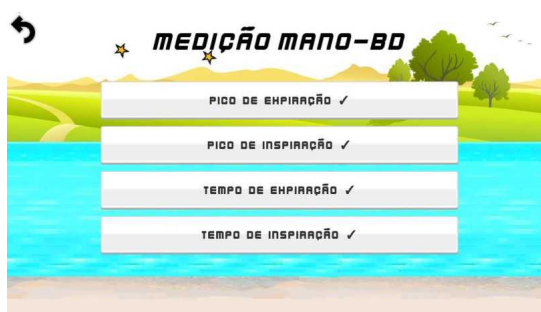 MEDIÇÃO MANO-BD
PICO DE EXPIRAÇÃO ✓
PICO DE INSPIRAÇÃO ✓
TEMPO DE EXPIRAÇÃO ✓
TEMPO DE INSPIRAÇÃO ✓